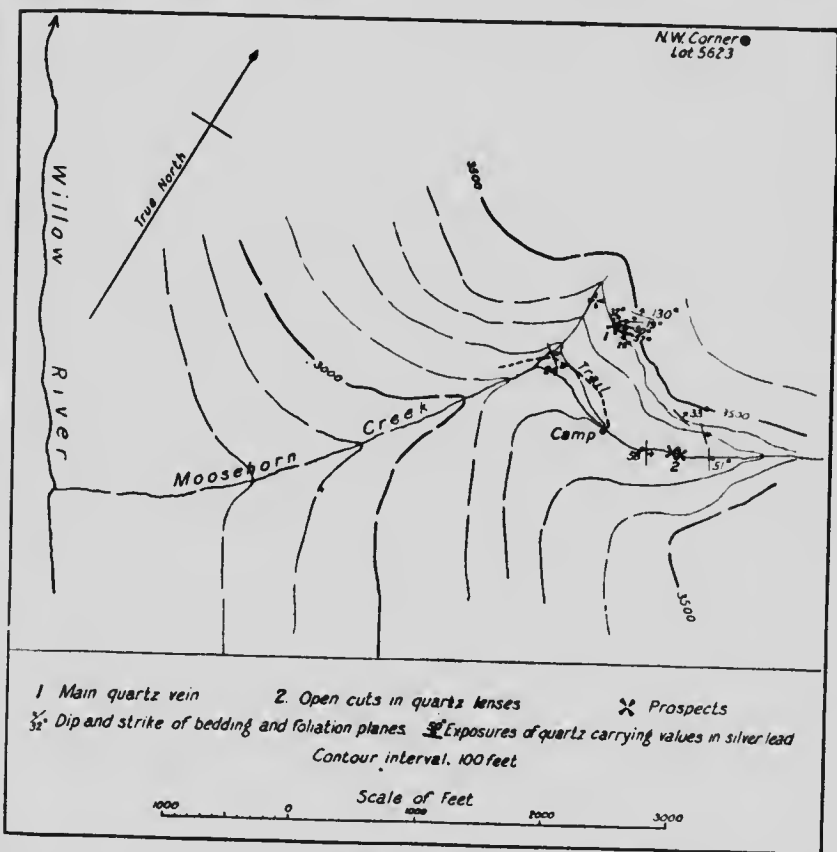 N.W. Corner
Lot 5623
True North
Willow River
3500
3000
130°
Trail
Creek
Moosehorn
Camp
33
3500
58
2
51°
3500
1 Main quartz vein 2. Open cuts in quartz lenses Prospects
32° Dip and strike of bedding and foliation planes. Exposures of quartz carrying values in silver lead
Contour interval, 100 feet
Scale of Feet
1000 0 1000 2000 3000